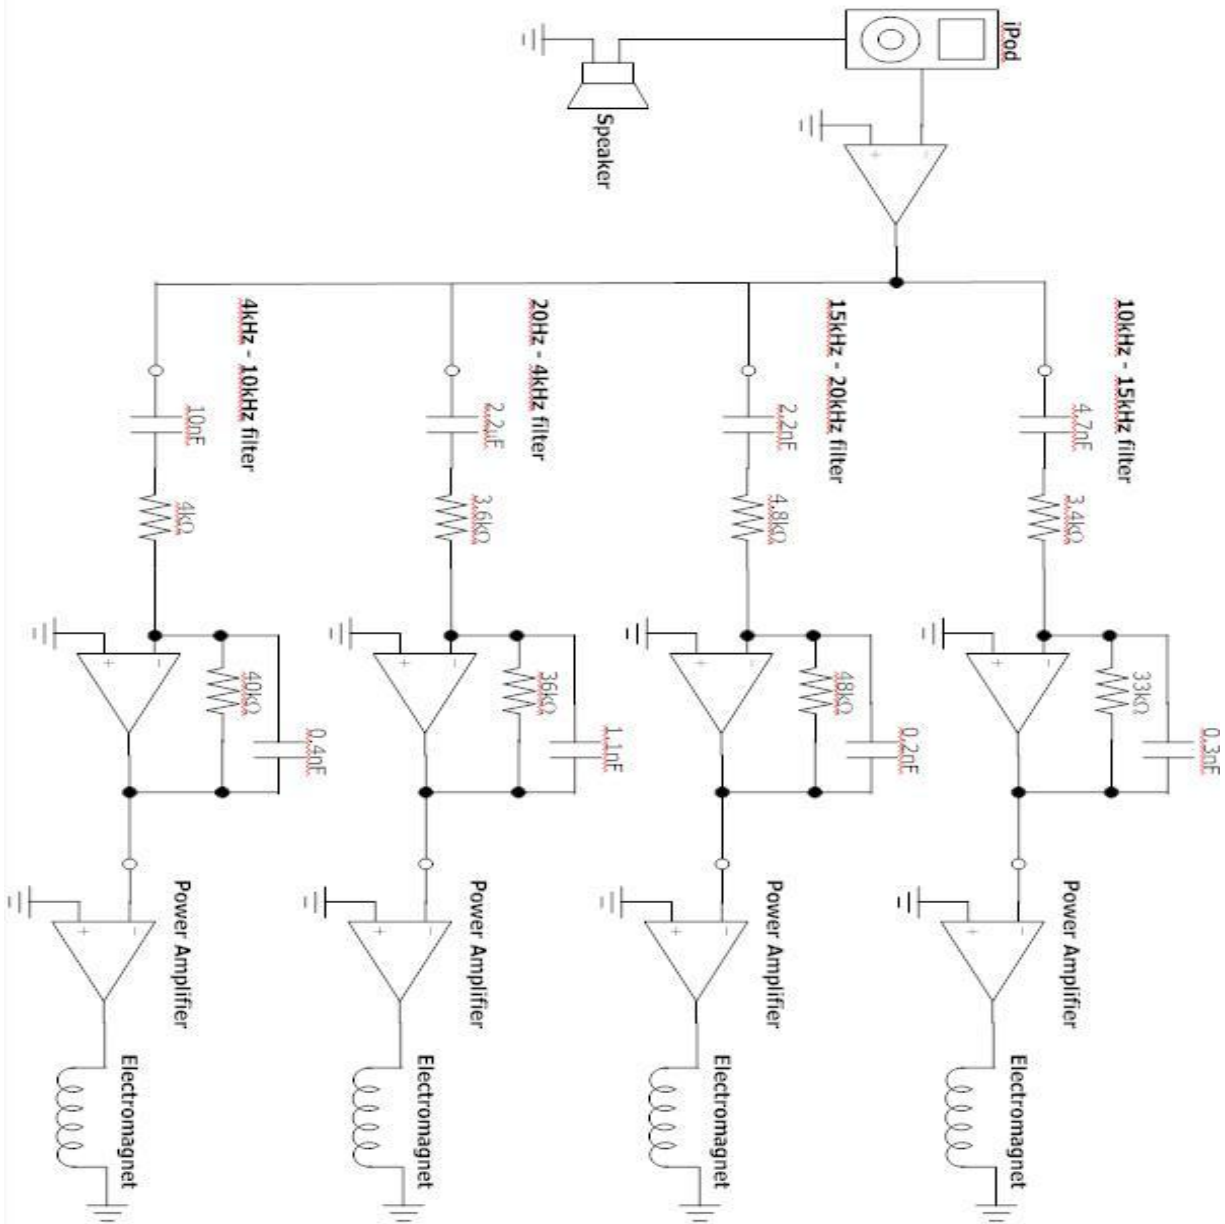 iPod
Speaker
-
+
10kHz - 15kHz filter
4.7nF
3.4kΩ
33kΩ
0.3nF
-
+
Power Amplifier
-
+
Electromagnet
15kHz - 20kHz filter
2.2nF
4.8kΩ
48kΩ
0.2nF
-
+
Power Amplifier
-
+
Electromagnet
20Hz - 4kHz filter
2.2uF
3.6kΩ
36kΩ
1.1nF
-
+
Power Amplifier
-
+
Electromagnet
4kHz - 10kHz filter
10nF
4kΩ
40kΩ
0.4nF
-
+
Power Amplifier
-
+
Electromagnet